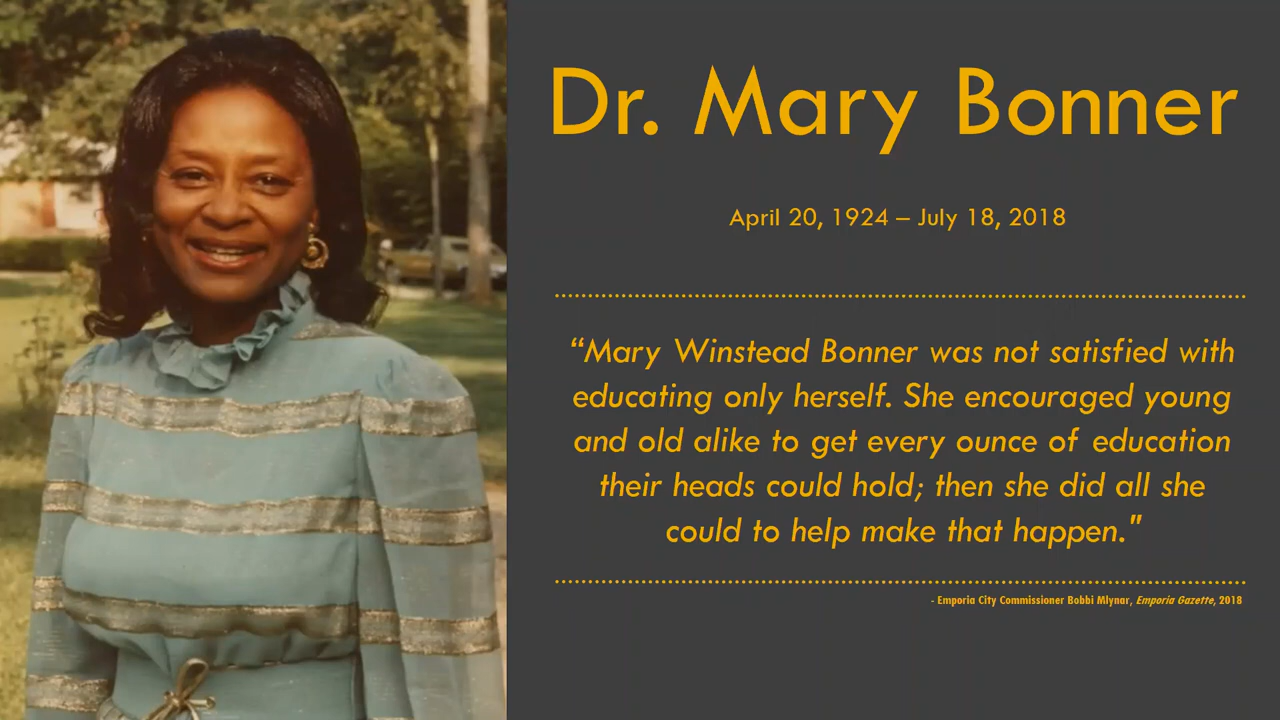 Dr. Mary Bonner
April 20, 1924 – July 18, 2018
“Mary Winstead Bonner was not satisfied with
educating only herself. She encouraged young
and old alike to get every ounce of education
their heads could hold; then she did all she
could to help make that happen."
- Emporia City Commissioner Bobbi Mlynar, Emporia Gazette, 2018